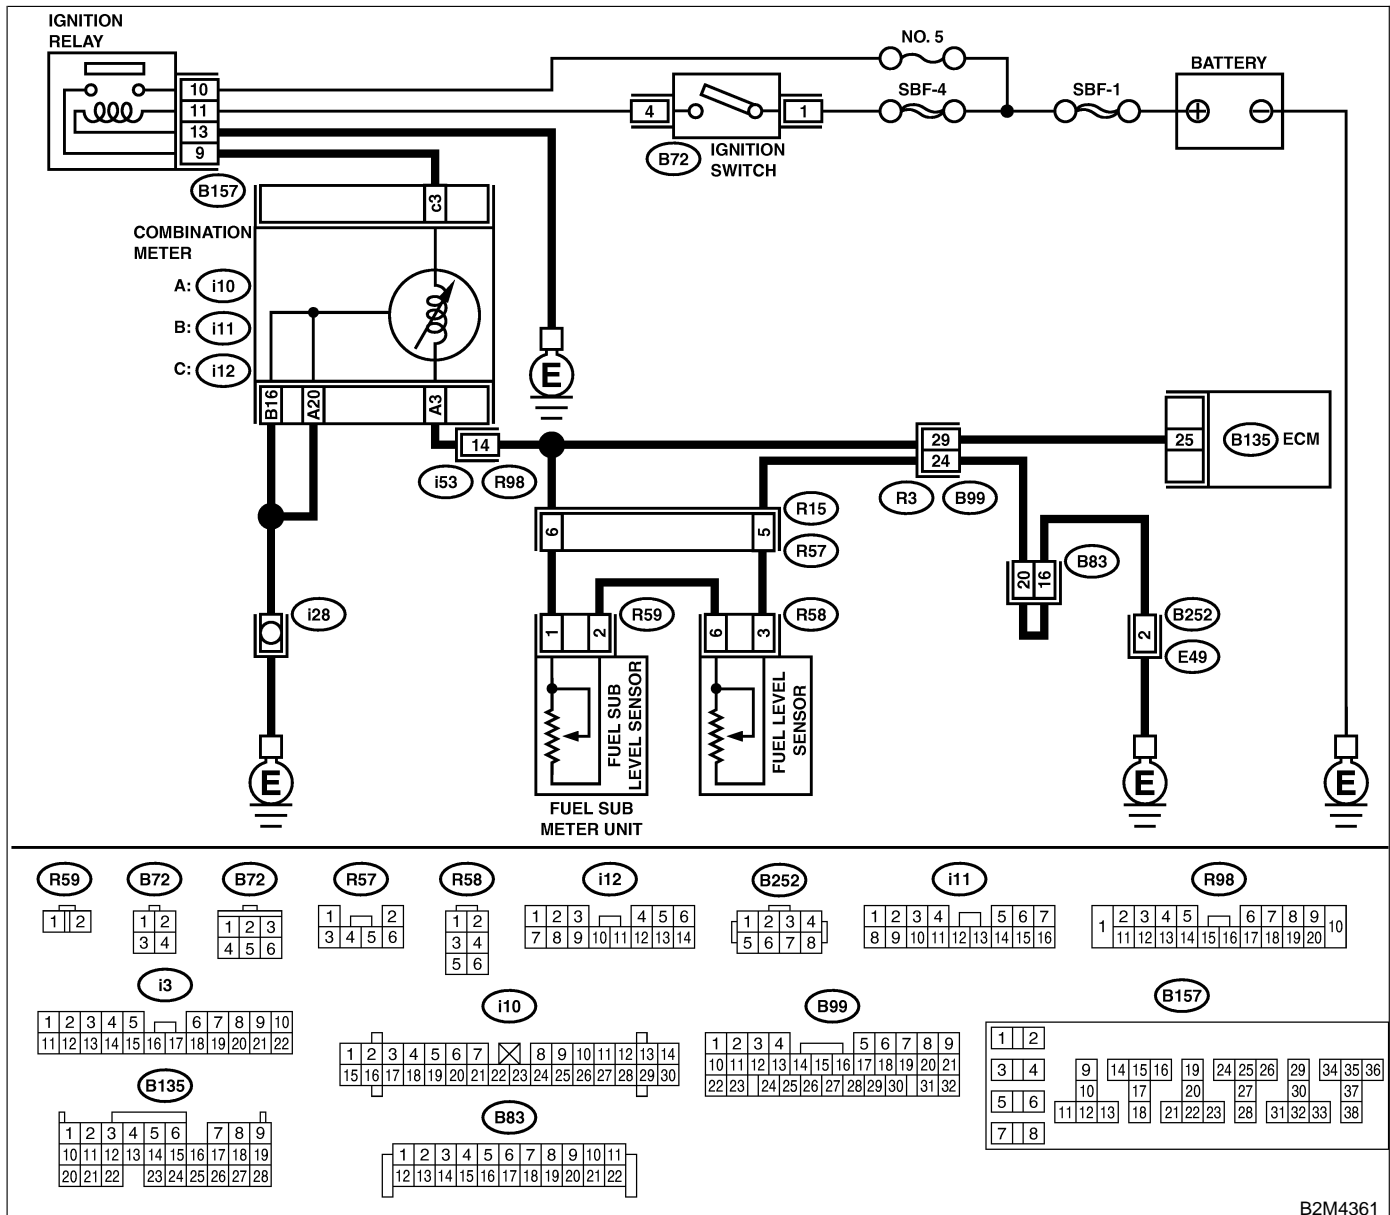 IGNITION
RELAY
NO. 5
BATTERY
SBF-4
SBF-1
10
11
13
9
4
1
B72
IGNITION
SWITCH
B157
c3
COMBINATION
METER
A: i10
B: i11
C: i12
E
B16
A20
A3
14
i53
R98
29
24
R3
B99
25
B135
ECM
R15
6
5
R57
20
16
B83
i28
1
2
R59
6
3
R58
2
B252
E49
FUEL SUB
LEVEL SENSOR
FUEL LEVEL
SENSOR
E
E
E
FUEL SUB
METER UNIT
R59
B72
B72
R57
R58
i12
B252
i11
R98
1 2
1 2
3 4
1 2 3
4 5 6
1 2
3 4 5 6
1 2
3 4
5 6
1 2 3 4 5 6
7 8 9 10 11 12 13 14
1 2 3 4
5 6 7 8
1 2 3 4 5 6 7
8 9 10 11 12 13 14 15 16
1 2 3 4 5 6 7 8 9 10
11 12 13 14 15 16 17 18 19 20
i3
1 2 3 4 5 6 7 8 9 10
11 12 13 14 15 16 17 18 19 20 21 22
i10
1 2 3 4 5 6 7 8 9 10 11 12 13 14
15 16 17 18 19 20 21 22 23 24 25 26 27 28 29 30
B99
1 2 3 4 5 6 7 8 9
10 11 12 13 14 15 16 17 18 19 20 21
22 23 24 25 26 27 28 29 30 31 32
B157
1 2
3 4
5 6
7 8
9 14 15 16 19 24 25 26 29 34 35 36
10 17 20 27 30 37
11 12 13 18 21 22 23 28 31 32 33 38
B135
1 2 3 4 5 6 7 8 9
10 11 12 13 14 15 16 17 18 19
20 21 22 23 24 25 26 27 28
B83
1 2 3 4 5 6 7 8 9 10 11
12 13 14 15 16 17 18 19 20 21 22
B2M4361